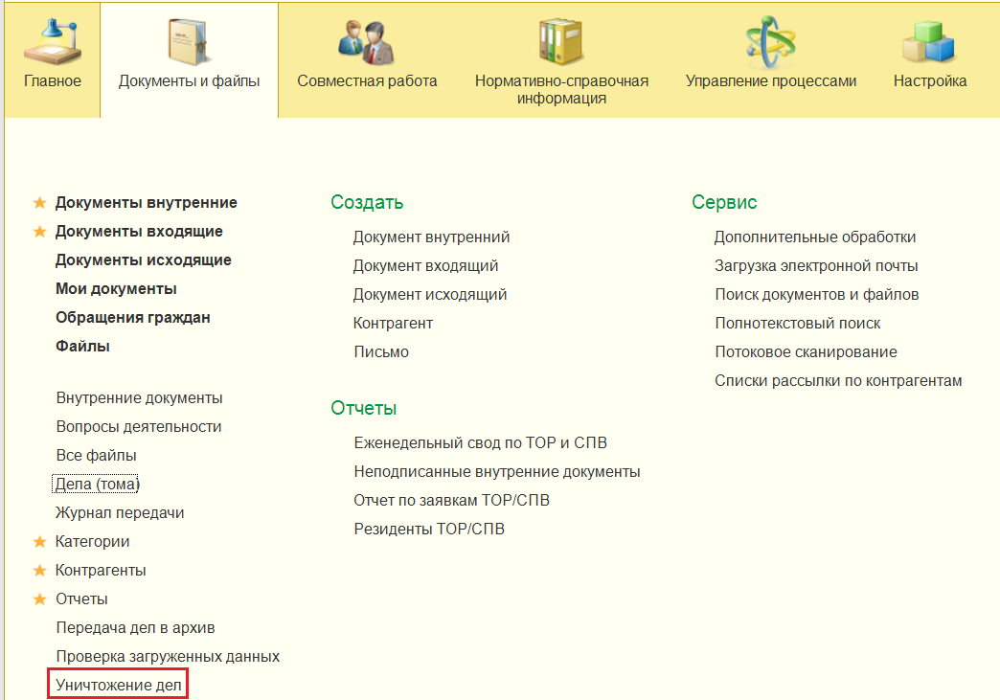 Главное
Документы и файлы
Совместная работа
Нормативно-справочная
информация
Управление процессами
Настройка
Документы внутренние
Документы входящие
Документы исходящие
Мои документы
Обращения граждан
Файлы
Внутренние документы
Вопросы деятельности
Все файлы
Дела (тома)
Журнал передачи
Категории
Контрагенты
Отчеты
Передача дел в архив
Проверка загруженных данных
Уничтожение дел
Создать
Документ внутренний
Документ входящий
Документ исходящий
Контрагент
Письмо
Отчеты
Еженедельный свод по ТОР и СПВ
Неподписанные внутренние документы
Отчет по заявкам ТОР/СПВ
Резиденты ТОР/СПВ
Сервис
Дополнительные обработки
Загрузка электронной почты
Поиск документов и файлов
Полнотекстовый поиск
Потоковое сканирование
Списки рассылки по контрагентам